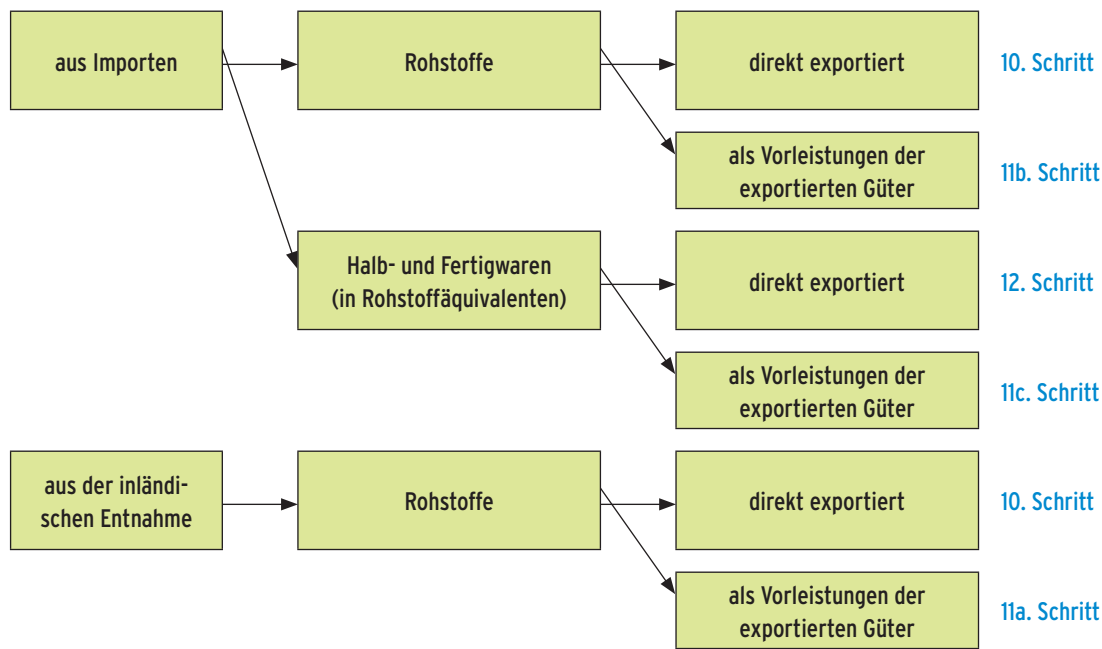 aus Importen
Rohstoffe
direkt exportiert
10. Schritt
als Vorleistungen der
exportierten Güter
11b. Schritt
Halb- und Fertigwaren
(in Rohstoffäquivalenten)
direkt exportiert
12. Schritt
als Vorleistungen der
exportierten Güter
11c. Schritt
aus der inländi-
schen Entnahme
Rohstoffe
direkt exportiert
10. Schritt
als Vorleistungen der
exportierten Güter
11a. Schritt